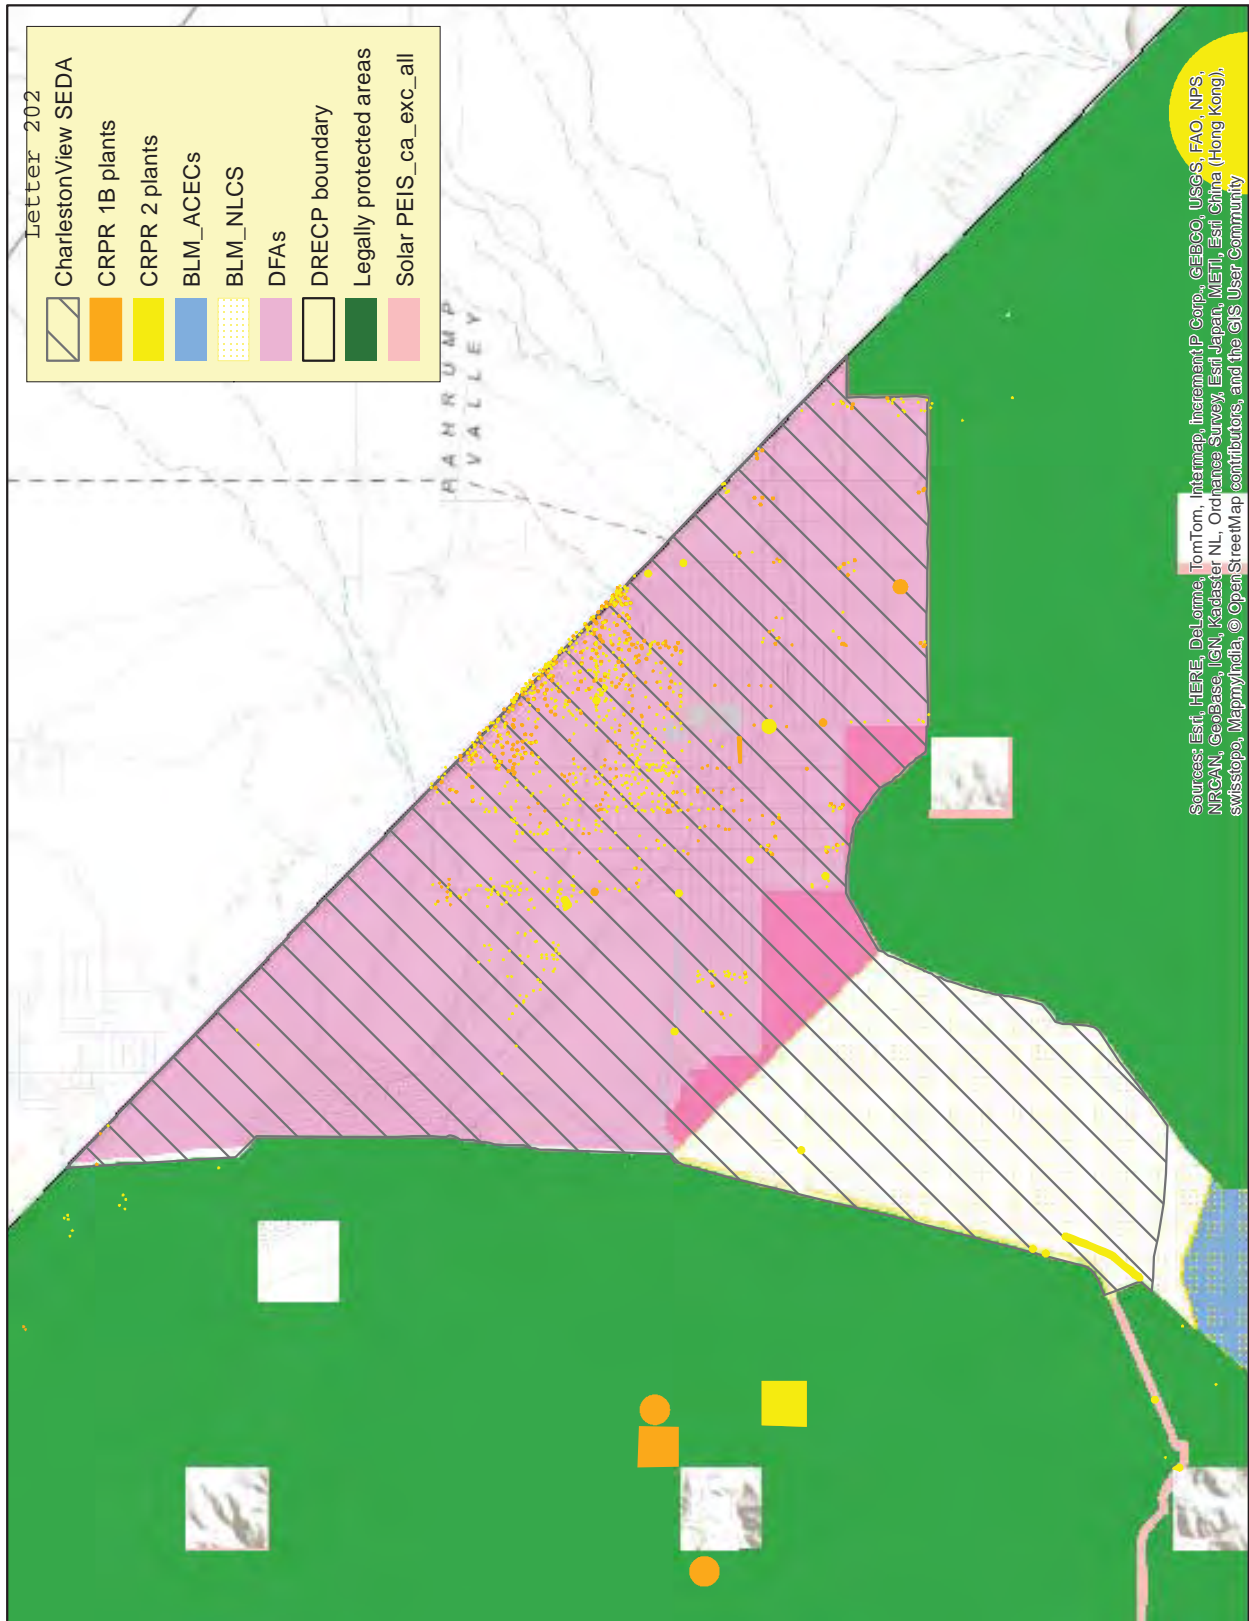 Letter 202
CharlestonView SEDA
CRPR 1B plants
CRPR 2 plants
BLM_ACECs
BLM_NLCS
DFAs
DRECP boundary
Legally protected areas
Solar PEIS_ca_exc_all
PAHRUMP
VALLEY
Sources: Esri, HERE, DeLorme, TomTom, Intermap, increment P Corp., GEBCO, USGS, FAO, NPS,
NRCAN, GeoBase, IGN, Kadaster NL, Ordnance Survey, Esri Japan, METI, Esri China (Hong Kong),
swisstopo, MapmyIndia, © OpenStreetMap contributors, and the GIS User Community